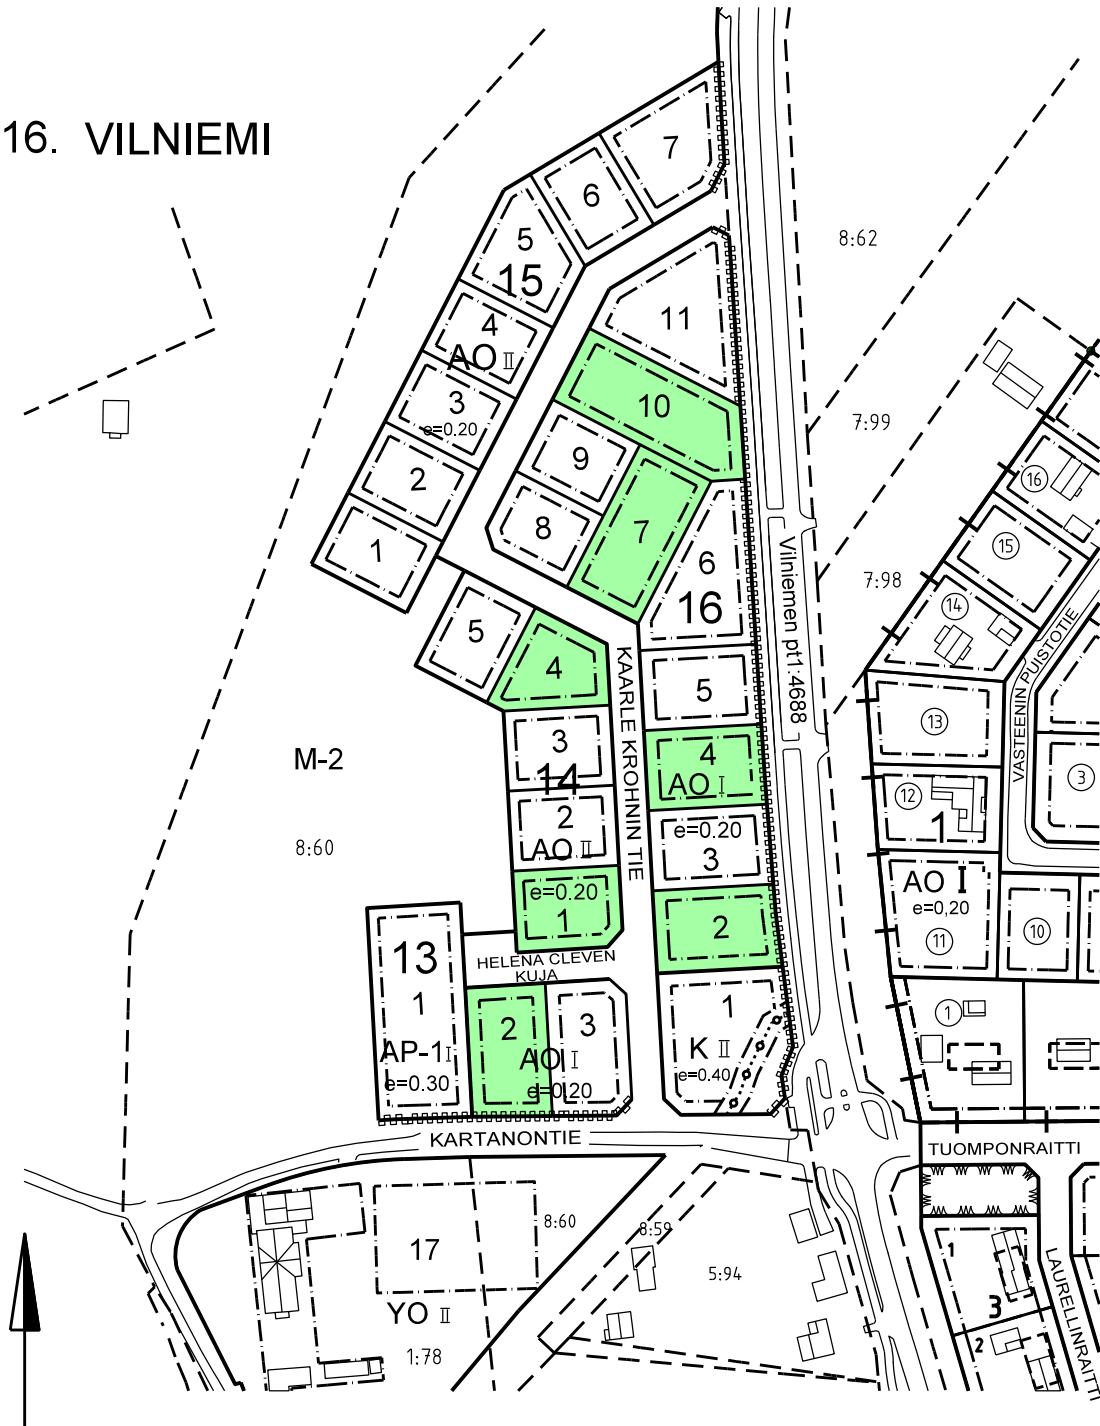 16. VILNIEMI
7
6
5
15
4
AO II
3
e=0.20
2
1
8:62
11
10
9
8
7
6
16
5
4
AO I
e=0.20
3
2
1
K II
e=0.40
Vilniemen pt1:4688
7:99
7:98
5
4
3
14
2
AO II
e=0.20
1
KAARLE KROHNIN TIE
M-2
8:60
13
1
AP-1 I
e=0.30
HELENA CLEVEN
KUJA
2
3
AO I
e=0.20
KARTANONTIE
16
15
14
13
12
1
AO I
e=0,20
11
10
3
1
VASTEENIN PUISTOTIE
TUOMPONRAITTI
LAURELLINRAITTI
1
3
2
17
YO II
1:78
8:60
8:59
5:94